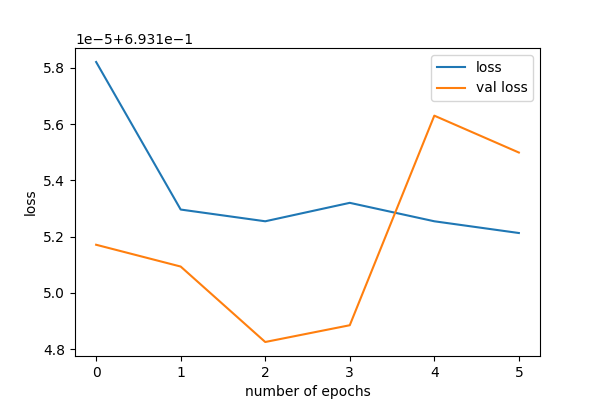 1e−5+6.931e−1
5.8
5.6
5.4
5.2
5.0
4.8
loss
loss
val loss
0 1 2 3 4 5
number of epochs